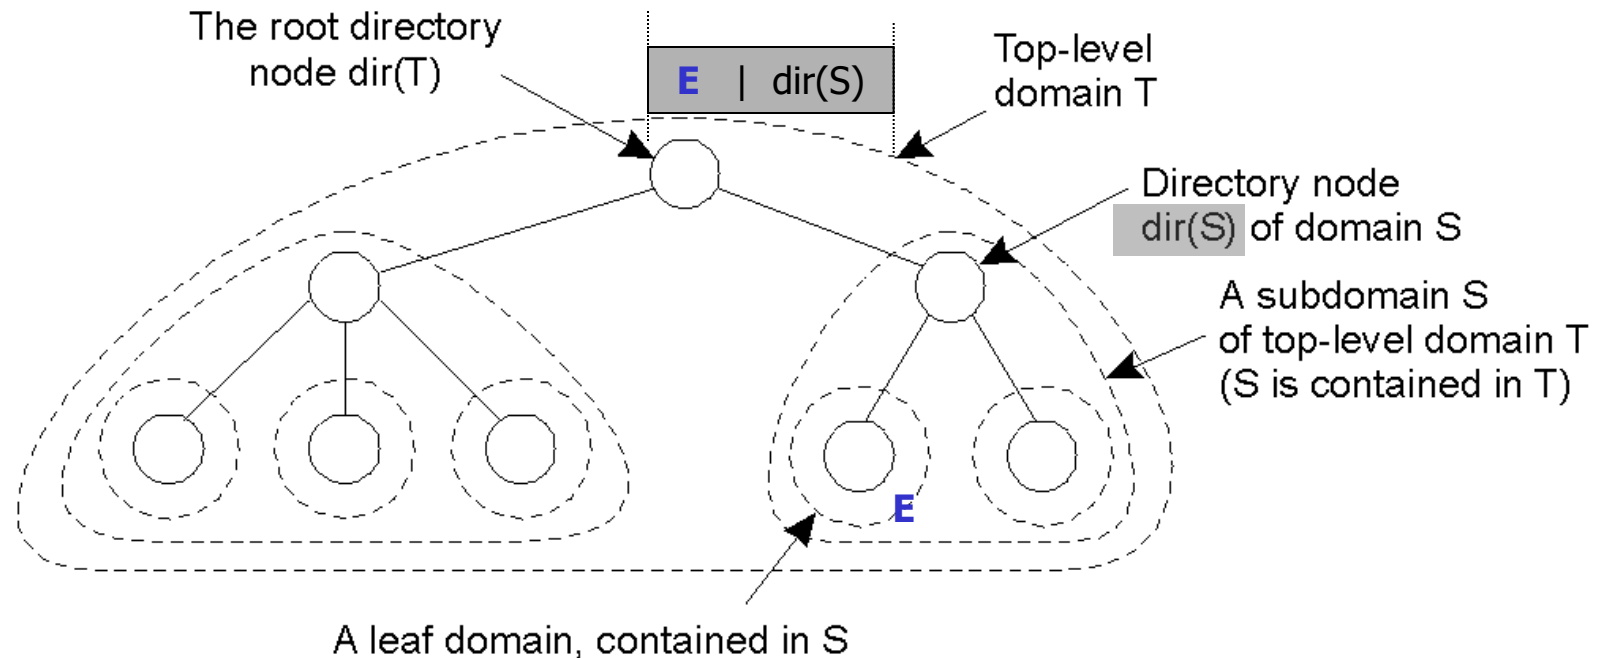 The root directory
node dir(T)
E | dir(S)
Top-level
domain T
Directory node
dir(S) of domain S
A subdomain S
of top-level domain T
(S is contained in T)
E
A leaf domain, contained in S